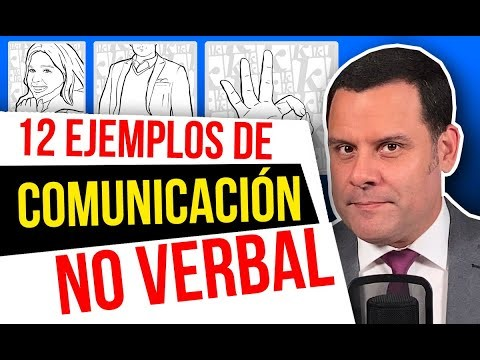 12 EJEMPLOS DE
COMUNICACIÓN
NO VERBAL